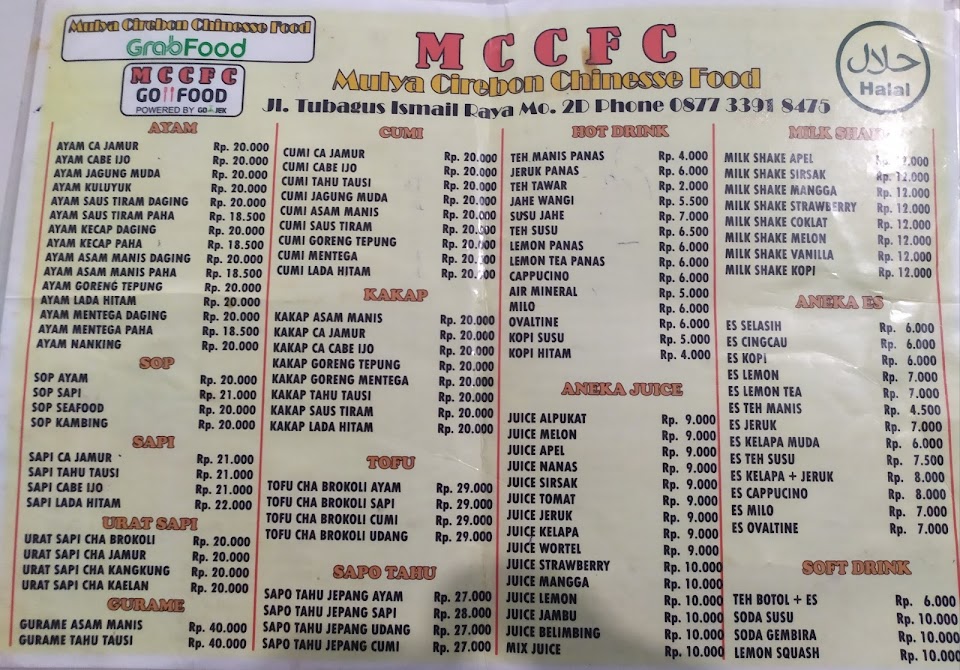 Mulya Cirebon Chinesse Food
GrabFood
MCCFC
GO FOOD
POWERED BY GO JEK
MCCFC
Mulya Cirebon Chinesse Food
Jl. Tubagus Ismail Raya Mo. 2D Phone 0877 3391 8475
حلال
Halal
AYAM
AYAM CA JAMUR Rp. 20.000
AYAM CABE IJO Rp. 20.000
AYAM JAGUNG MUDA Rp. 20.000
AYAM KULUYUK Rp. 20.000
AYAM SAUS TIRAM DAGING Rp. 20.000
AYAM SAUS TIRAM PAHA Rp. 18.500
AYAM KECAP DAGING Rp. 20.000
AYAM KECAP PAHA Rp. 18.500
AYAM ASAM MANIS DAGING Rp. 20.000
AYAM ASAM MANIS PAHA Rp. 18.500
AYAM GORENG TEPUNG Rp. 20.000
AYAM LADA HITAM Rp. 20.000
AYAM MENTEGA DAGING Rp. 20.000
AYAM MENTEGA PAHA Rp. 18.500
AYAM NANKING Rp. 20.000
SOP
SOP AYAM Rp. 20.000
SOP SAPI Rp. 21.000
SOP SEAFOOD Rp. 20.000
SOP KAMBING Rp. 20.000
SAPI
SAPI CA JAMUR Rp. 21.000
SAPI TAHU TAUSI Rp. 21.000
SAPI CABE IJO Rp. 21.000
SAPI LADA HITAM Rp. 22.000
URAT SAPI
URAT SAPI CHA BROKOLI Rp. 20.000
URAT SAPI CHA JAMUR Rp. 20.000
URAT SAPI CHA KANGKUNG Rp. 20.000
URAT SAPI CHA KAELAN Rp. 20.000
GURAME
GURAME ASAM MANIS Rp. 40.000
GURAME TAHU TAUSI Rp. 40.000
CUMI
CUMI CA JAMUR Rp. 20.000
CUMI CABE IJO Rp. 20.000
CUMI TAHU TAUSI Rp. 20.000
CUMI JAGUNG MUDA Rp. 20.000
CUMI ASAM MANIS Rp. 20.000
CUMI SAUS TIRAM Rp. 20.000
CUMI GORENG TEPUNG Rp. 20.000
CUMI MENTEGA Rp. 20.000
CUMI LADA HITAM Rp. 20.000
KAKAP
KAKAP ASAM MANIS Rp. 20.000
KAKAP CA JAMUR Rp. 20.000
KAKAP CA CABE IJO Rp. 20.000
KAKAP GORENG TEPUNG Rp. 20.000
KAKAP GORENG MENTEGA Rp. 20.000
KAKAP TAHU TAUSI Rp. 20.000
KAKAP SAUS TIRAM Rp. 20.000
KAKAP LADA HITAM Rp. 20.000
TOFU
TOFU CHA BROKOLI AYAM Rp. 29.000
TOFU CHA BROKOLI SAPI Rp. 29.000
TOFU CHA BROKOLI CUMI Rp. 29.000
TOFU CHA BROKOLI UDANG Rp. 29.000
SAPO TAHU
SAPO TAHU JEPANG AYAM Rp. 27.000
SAPO TAHU JEPANG SAPI Rp. 28.000
SAPO TAHU JEPANG UDANG Rp. 27.000
SAPO TAHU JEPANG CUMI Rp. 27.000
HOT DRINK
TEH MANIS PANAS Rp. 4.000
JERUK PANAS Rp. 6.000
TEH TAWAR Rp. 2.000
JAHE WANGI Rp. 5.500
SUSU JAHE Rp. 7.000
TEH SUSU Rp. 6.500
LEMON PANAS Rp. 6.000
LEMON TEA PANAS Rp. 6.000
CAPPUCINO Rp. 6.000
AIR MINERAL Rp. 5.000
MILO Rp. 6.000
OVALTINE Rp. 6.000
KOPI SUSU Rp. 5.000
KOPI HITAM Rp. 4.000
ANEKA JUICE
JUICE ALPUKAT Rp. 9.000
JUICE MELON Rp. 9.000
JUICE APEL Rp. 9.000
JUICE NANAS Rp. 9.000
JUICE SIRSAK Rp. 9.000
JUICE TOMAT Rp. 9.000
JUICE JERUK Rp. 9.000
JUICE KELAPA Rp. 9.000
JUICE WORTEL Rp. 9.000
JUICE STRAWBERRY Rp. 10.000
JUICE MANGGA Rp. 10.000
JUICE LEMON Rp. 10.000
JUICE JAMBU Rp. 10.000
JUICE BELIMBING Rp. 10.000
MIX JUICE Rp. 10.000
MILK SHAK
MILK SHAKE APEL Rp. 12.000
MILK SHAKE SIRSAK Rp. 12.000
MILK SHAKE MANGGA Rp. 12.000
MILK SHAKE STRAWBERRY Rp. 12.000
MILK SHAKE COKLAT Rp. 12.000
MILK SHAKE MELON Rp. 12.000
MILK SHAKE VANILLA Rp. 12.000
MILK SHAKE KOPI Rp. 12.000
ANEKA ES
ES SELASIH Rp. 6.000
ES CINGCAU Rp. 6.000
ES KOPI Rp. 6.000
ES LEMON Rp. 7.000
ES LEMON TEA Rp. 7.000
ES TEH MANIS Rp. 4.500
ES JERUK Rp. 7.000
ES KELAPA MUDA Rp. 6.000
ES TEH SUSU Rp. 7.500
ES KELAPA + JERUK Rp. 8.000
ES CAPPUCINO Rp. 8.000
ES MILO Rp. 7.000
ES OVALTINE Rp. 7.000
SOFT DRINK
TEH BOTOL + ES Rp. 6.000
SODA SUSU Rp. 10.000
SODA GEMBIRA Rp. 10.000
LEMON SQUASH Rp. 10.000